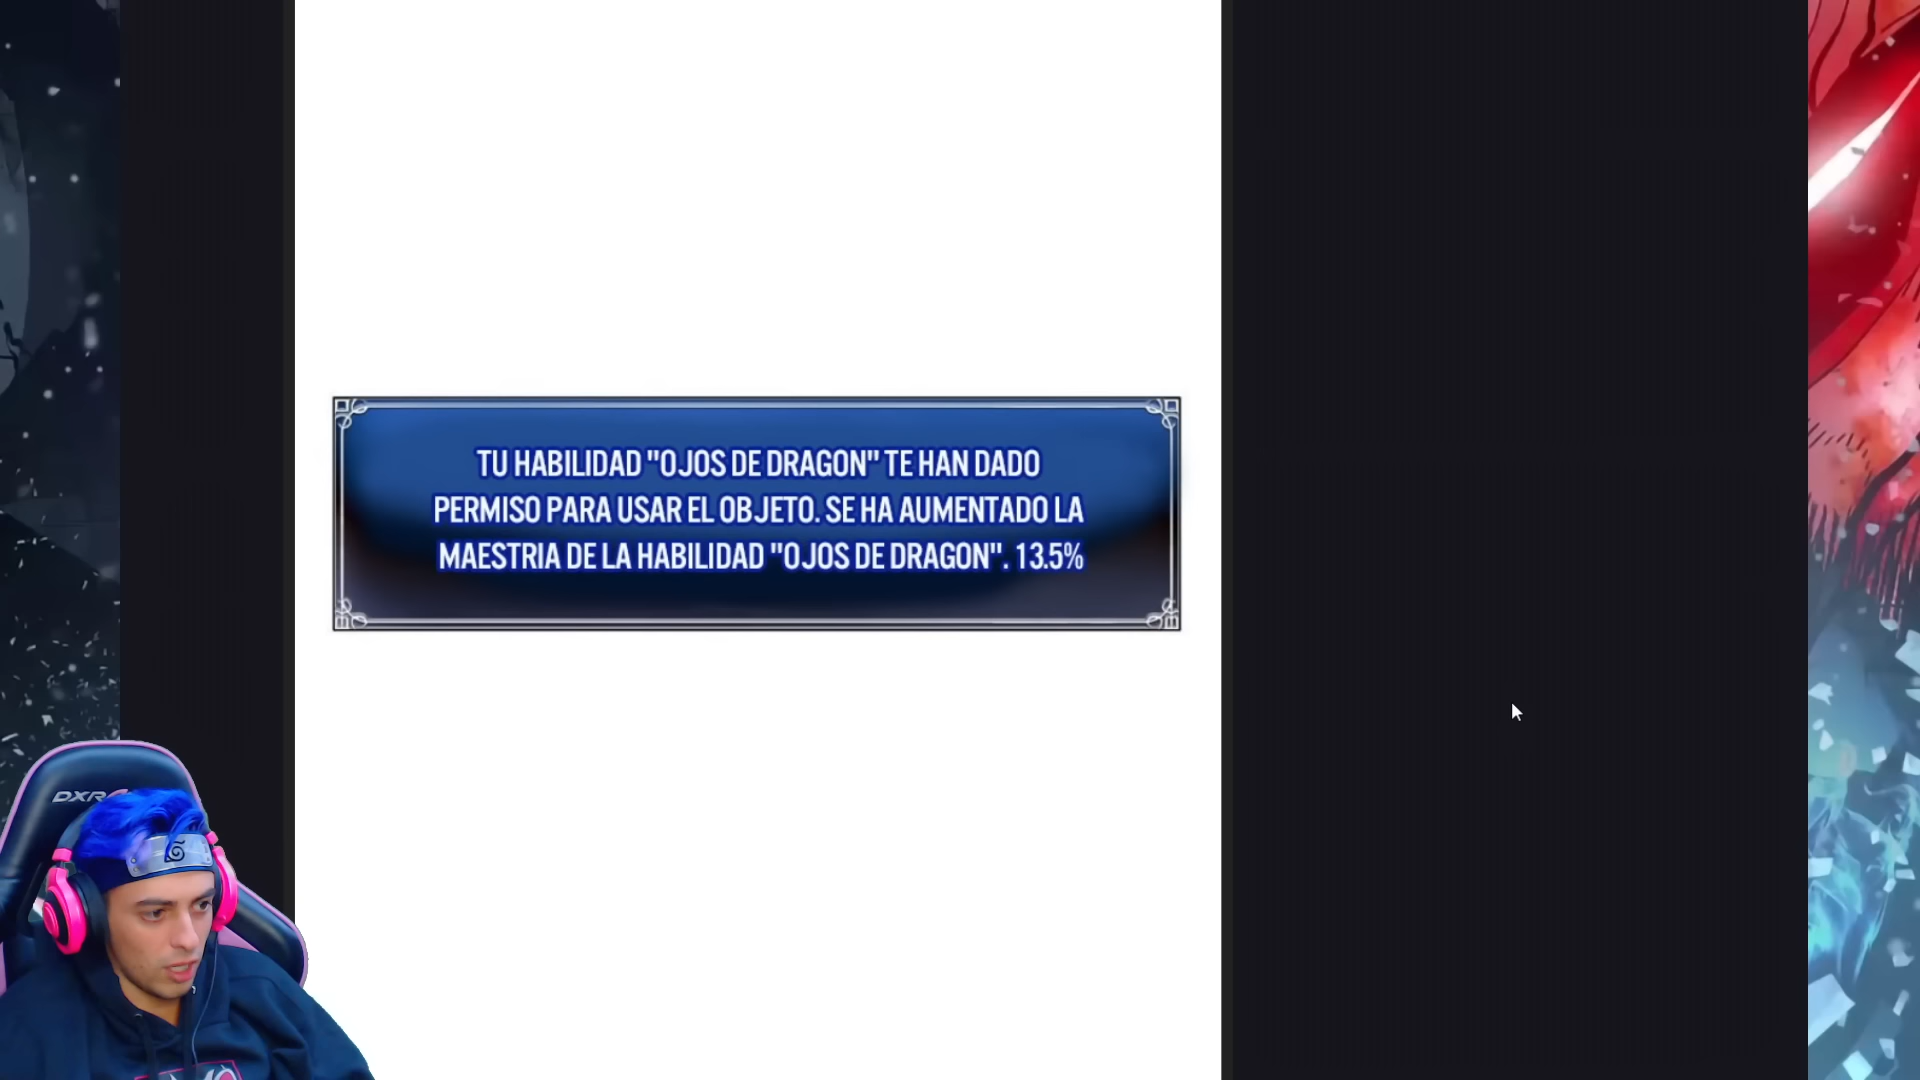 TU HABILIDAD "OJOS DE DRAGON" TE HAN DADO
PERMISO PARA USAR EL OBJETO. SE HA AUMENTADO LA
MAESTRIA DE LA HABILIDAD "OJOS DE DRAGON". 13.5%
DXR